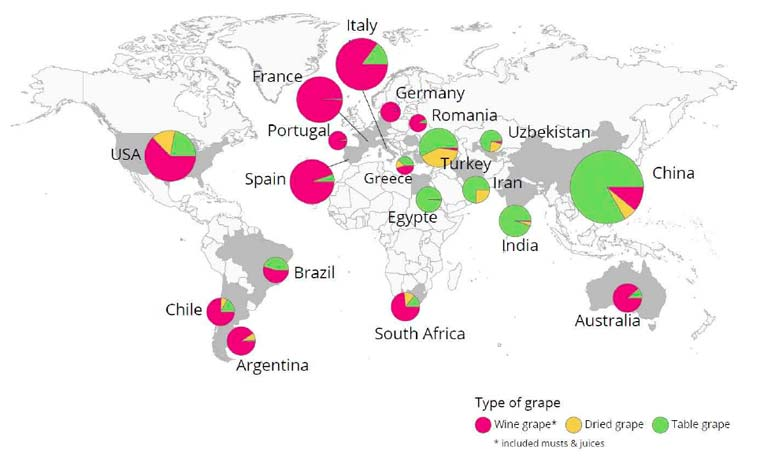 Italy
France
Germany
Romania
Portugal
Uzbekistan
USA
Turkey
China
Spain
Greece
Iran
Egypte
India
Brazil
Chile
Australia
South Africa
Argentina
Type of grape
Wine grape* Dried grape Table grape
* included musts & juices